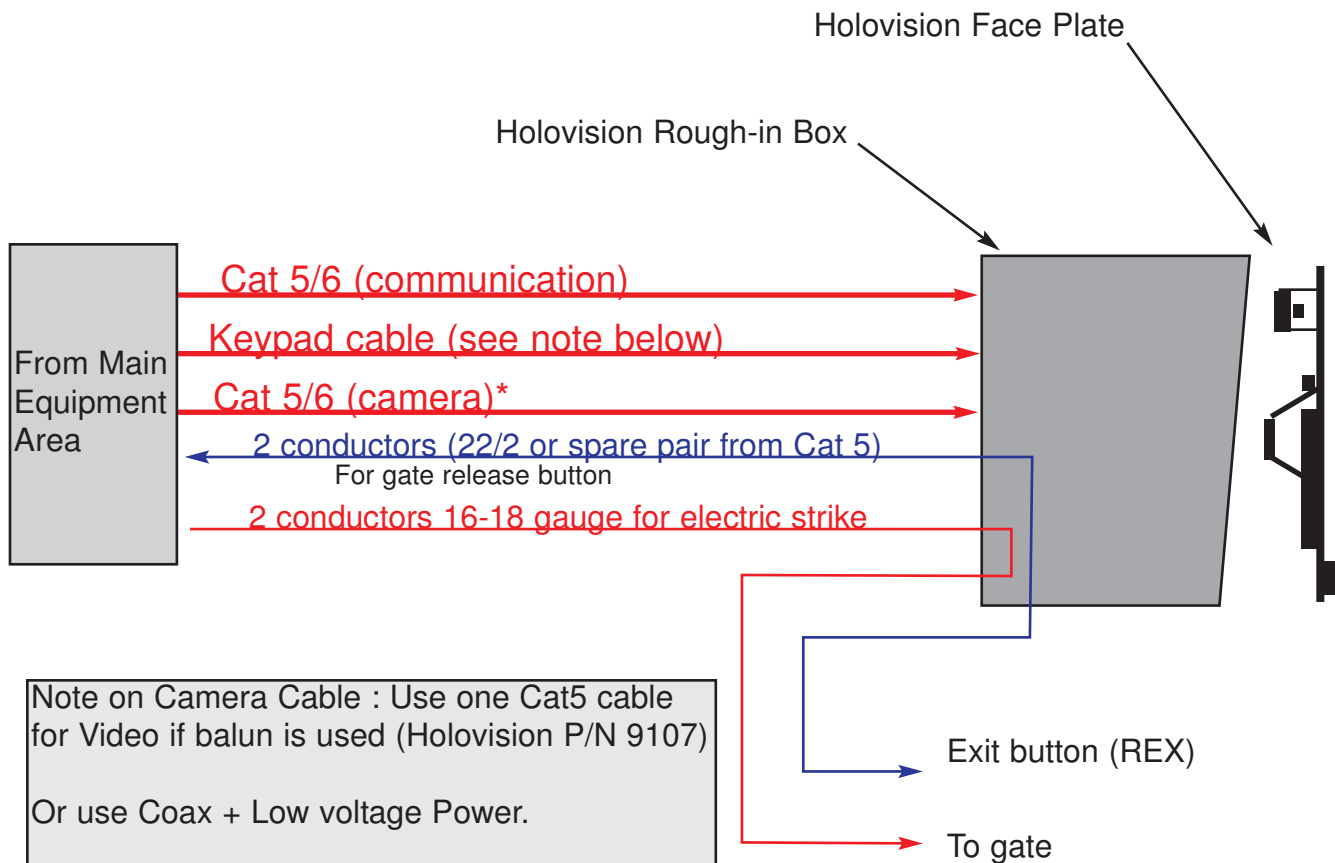 Holovision Face Plate
Holovision Rough-in Box
From Main
Equipment
Area
Cat 5/6 (communication)
Keypad cable (see note below)
Cat 5/6 (camera)*
2 conductors (22/2 or spare pair from Cat 5)
For gate release button
2 conductors 16-18 gauge for electric strike
Note on Camera Cable : Use one Cat5 cable
for Video if balun is used (Holovision P/N 9107)
Or use Coax + Low voltage Power.
Exit button (REX)
To gate